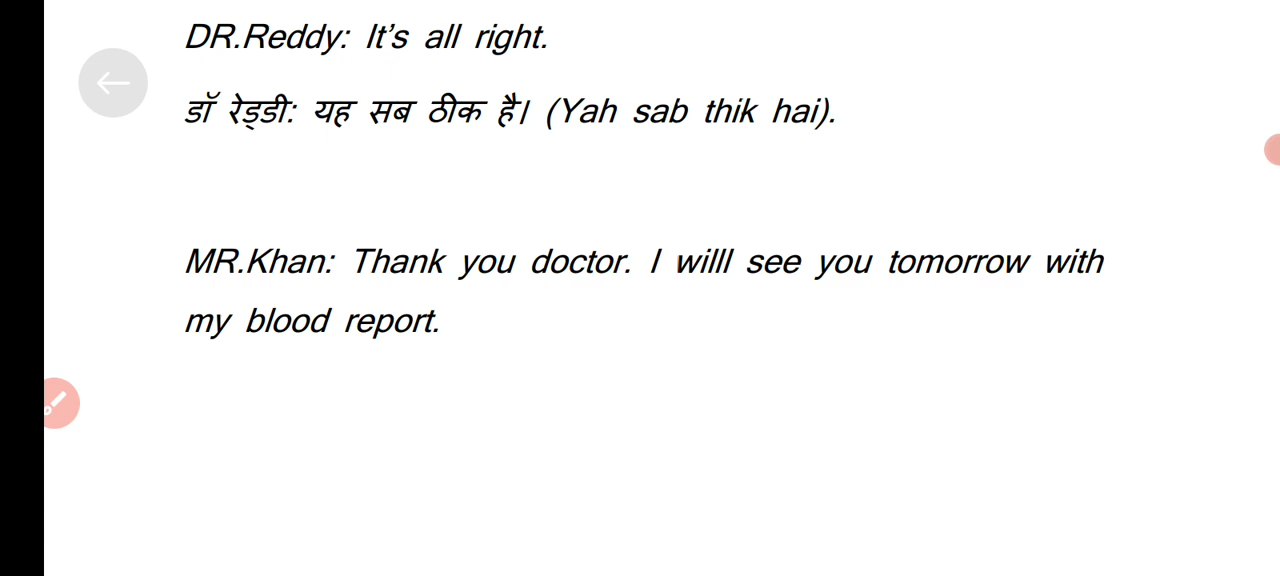 DR.Reddy: It’s all right.
डॉ रेड्डी: यह सब ठीक है। (Yah sab thik hai).
MR.Khan: Thank you doctor. I willl see you tomorrow with
my blood report.